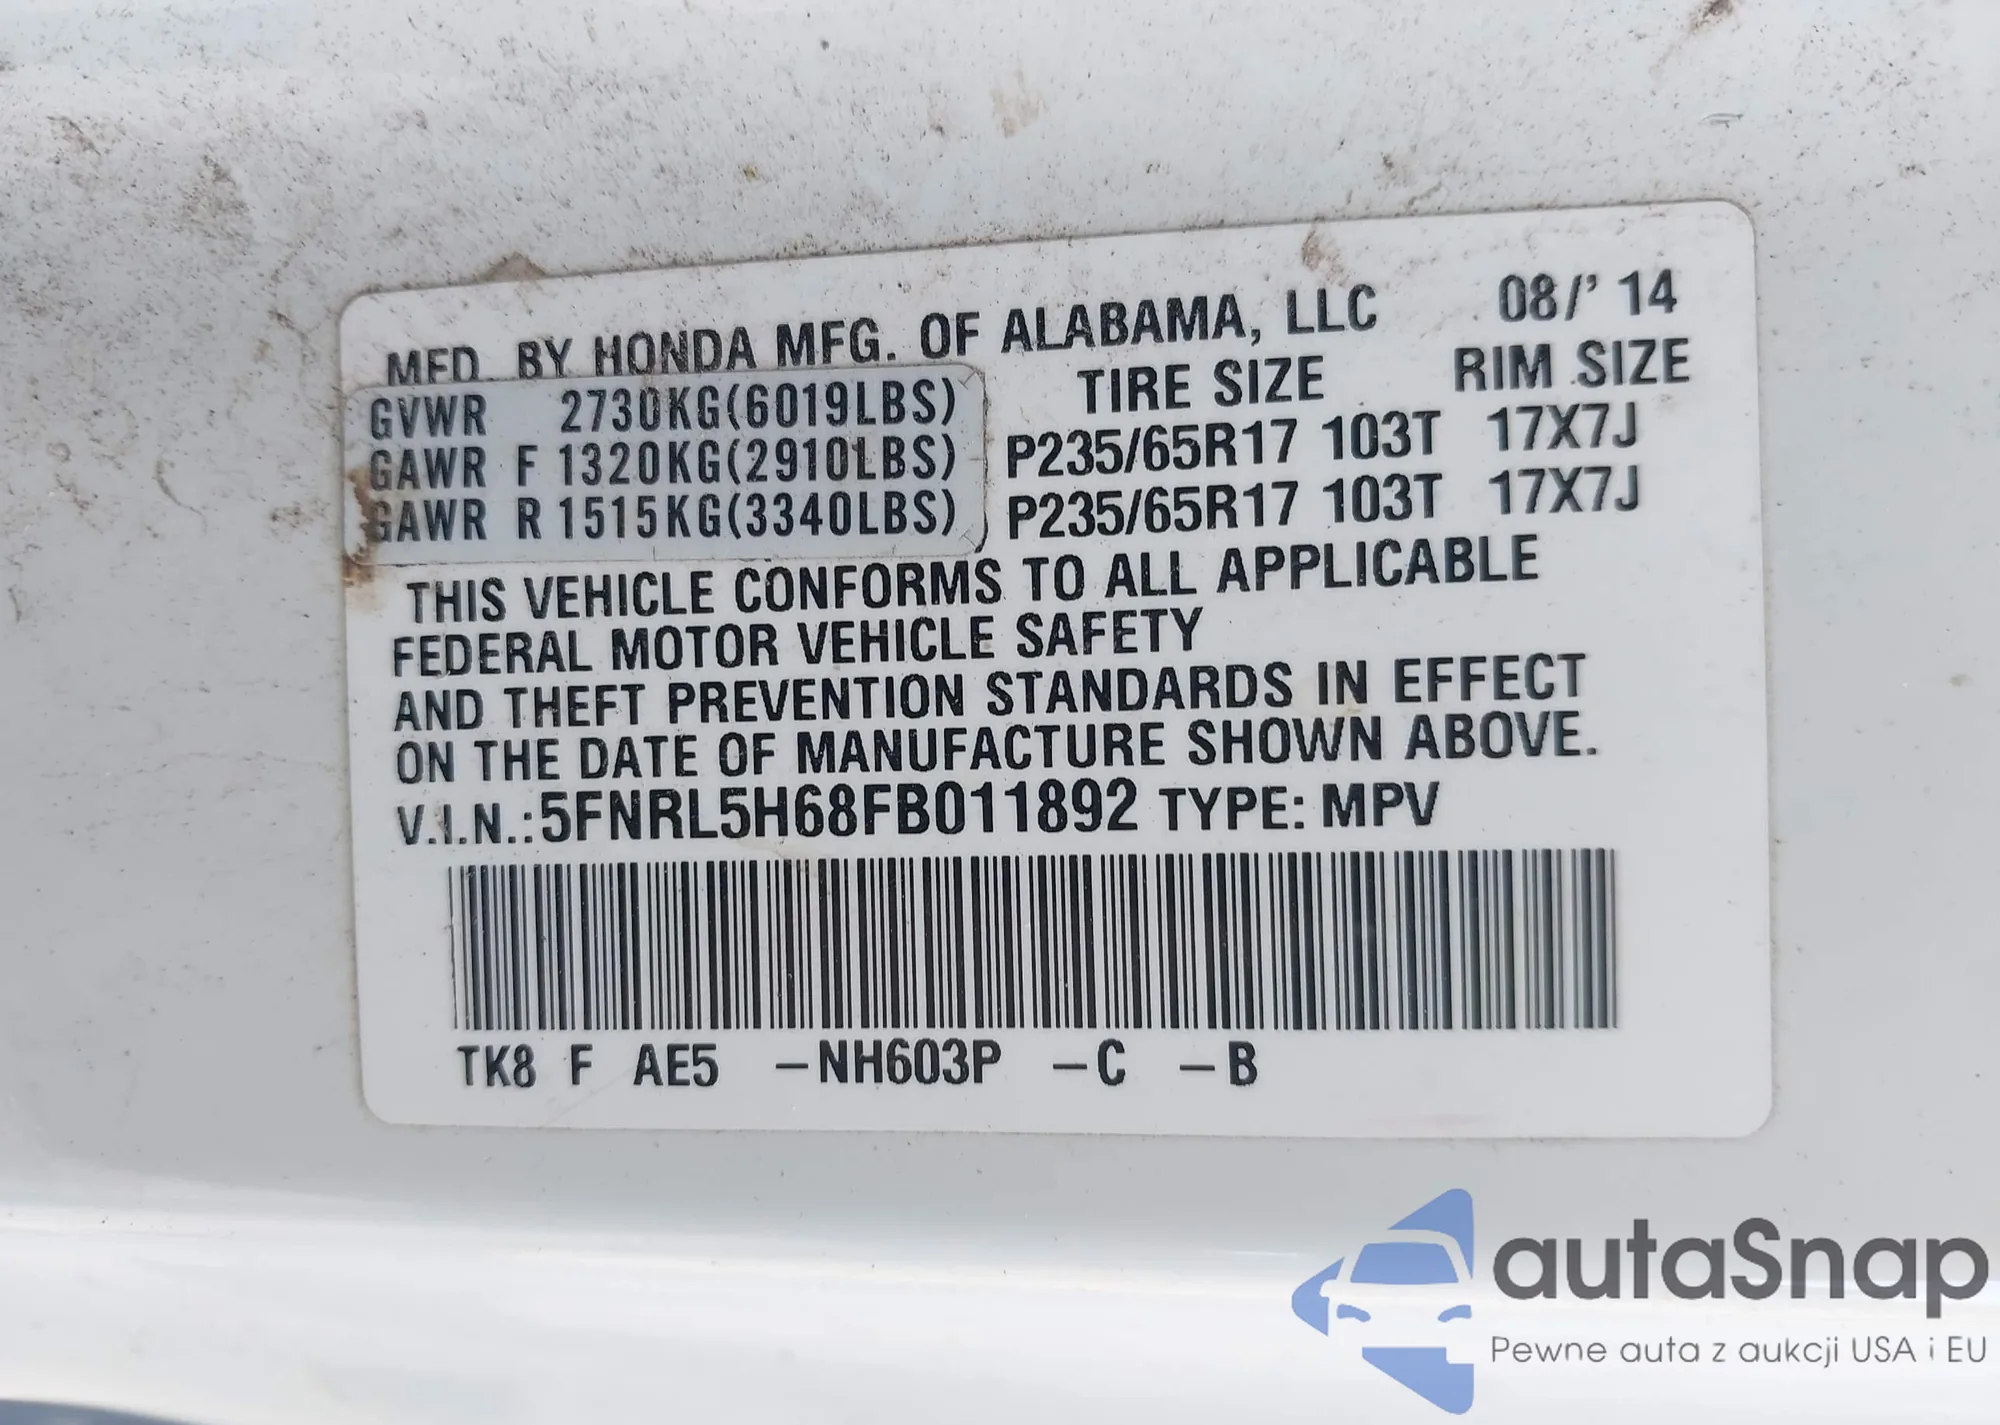 MFD. BY HONDA MFG. OF ALABAMA, LLC 08/' 14
TIRE SIZE RIM SIZE
GVWR 2730KG(6019LBS)
GAWR F 1320KG(2910LBS) P235/65R17 103T 17X7J
GAWR R 1515KG(3340LBS) P235/65R17 103T 17X7J
THIS VEHICLE CONFORMS TO ALL APPLICABLE
FEDERAL MOTOR VEHICLE SAFETY
AND THEFT PREVENTION STANDARDS IN EFFECT
ON THE DATE OF MANUFACTURE SHOWN ABOVE.
V.I.N.:5FNRL5H68FB011892 TYPE: MPV
TK8 F AE5 –NH603P –C –B
autaSnap
Pewne auta z aukcji USA i EU